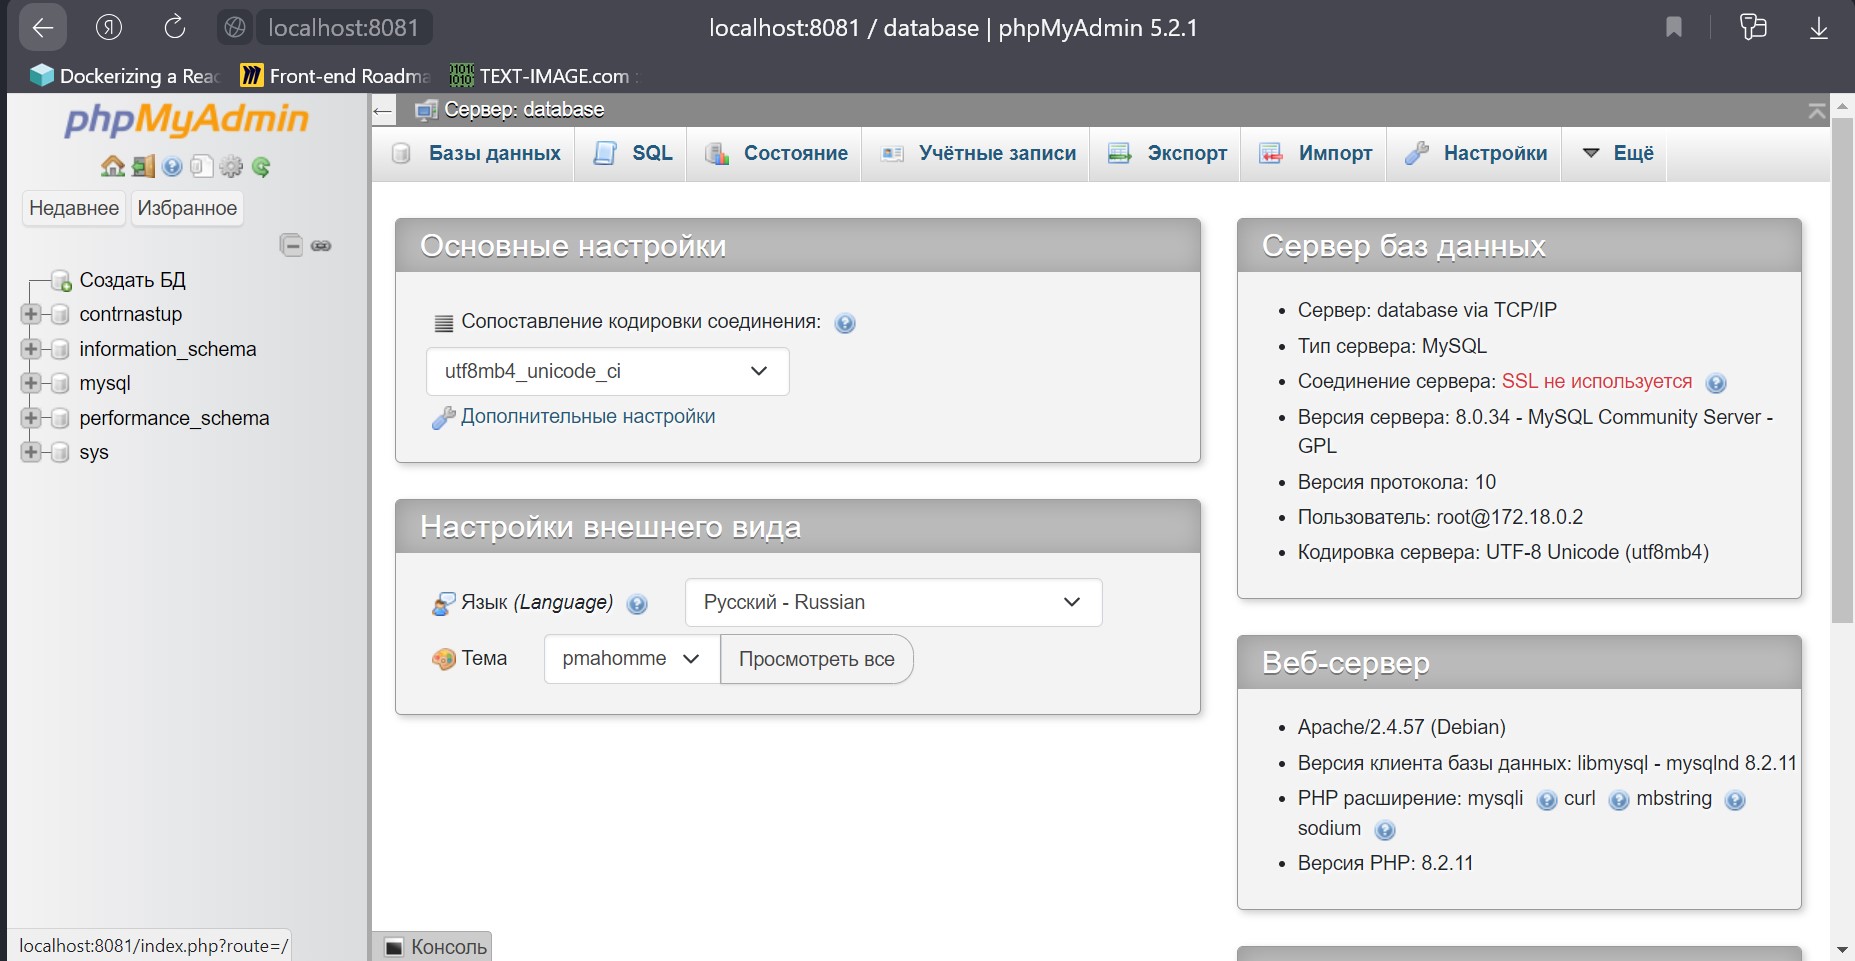 localhost:8081
localhost:8081 / database | phpMyAdmin 5.2.1
Dockerizing a Rea
Front-end Roadma
TEXT-IMAGE.com :
phpMyAdmin
Недавнее
Избранное
Создать БД
contrnastup
information_schema
mysql
performance_schema
sys
localhost:8081/index.php?route=/
Сервер: database
Базы данных
SQL
Состояние
Учётные записи
Экспорт
Импорт
Настройки
Ещё
Основные настройки
Сопоставление кодировки соединения:
utf8mb4_unicode_ci
Дополнительные настройки
Настройки внешнего вида
Язык (Language)
Русский - Russian
Тема
pmahomme
Просмотреть все
Сервер баз данных
Сервер: database via TCP/IP
Тип сервера: MySQL
Соединение сервера: SSL не используется
Версия сервера: 8.0.34 - MySQL Community Server -
GPL
Версия протокола: 10
Пользователь: root@172.18.0.2
Кодировка сервера: UTF-8 Unicode (utf8mb4)
Веб-сервер
Apache/2.4.57 (Debian)
Версия клиента базы данных: libmysql - mysqlnd 8.2.11
PHP расширение: mysqli curl mbstring
sodium
Версия PHP: 8.2.11
Консоль